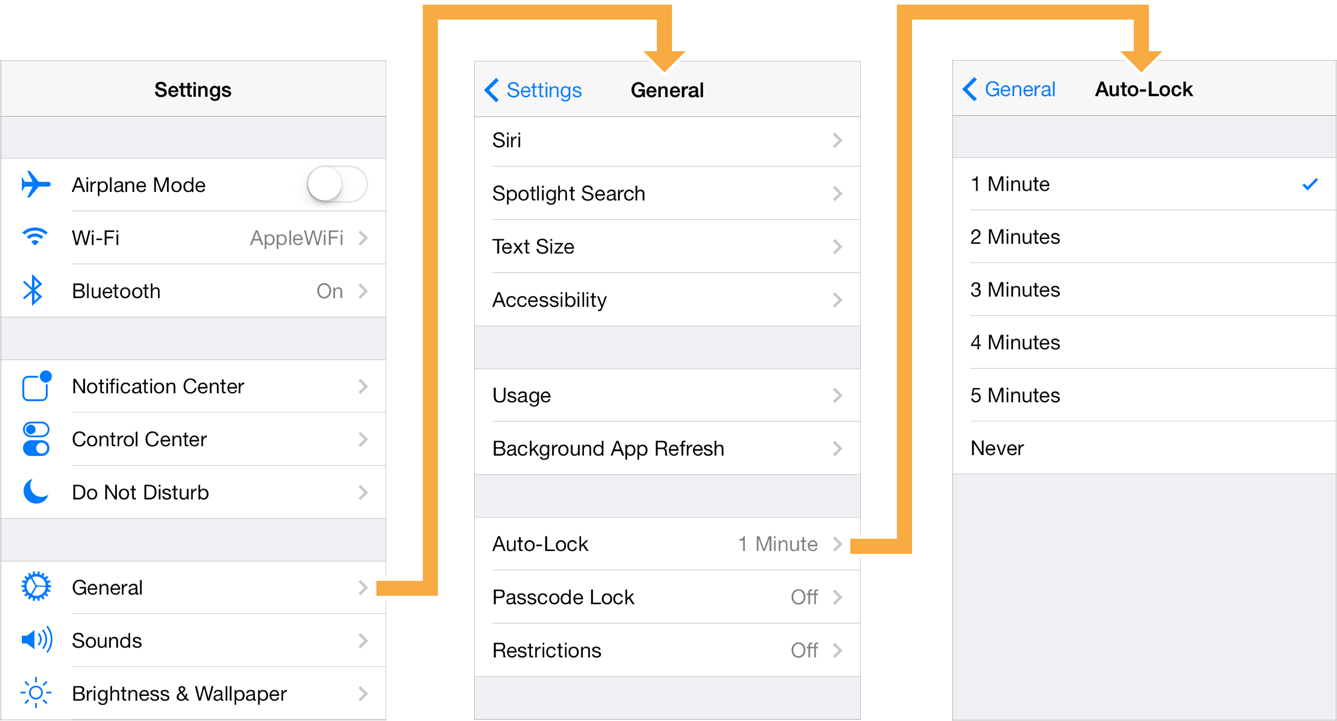 Settings
Airplane Mode
Wi-Fi AppleWiFi
Bluetooth On
Notification Center
Control Center
Do Not Disturb
General
Sounds
Brightness & Wallpaper
Settings General
Siri
Spotlight Search
Text Size
Accessibility
Usage
Background App Refresh
Auto-Lock 1 Minute
Passcode Lock Off
Restrictions Off
General Auto-Lock
1 Minute
2 Minutes
3 Minutes
4 Minutes
5 Minutes
Never